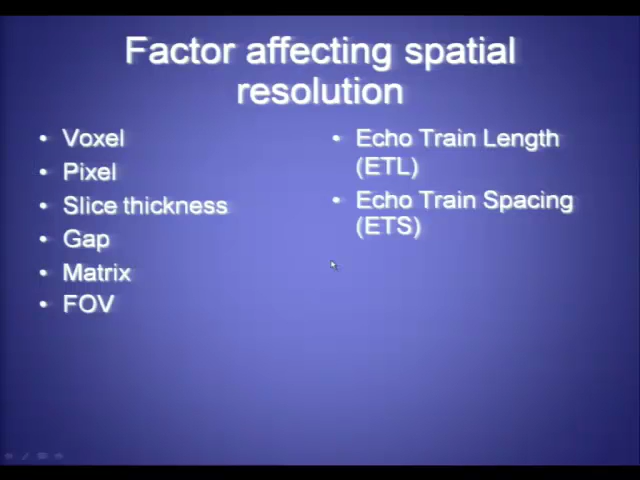 Factor affecting spatial
resolution
• Voxel
• Pixel
• Slice thickness
• Gap
• Matrix
• FOV
• Echo Train Length
(ETL)
• Echo Train Spacing
(ETS)